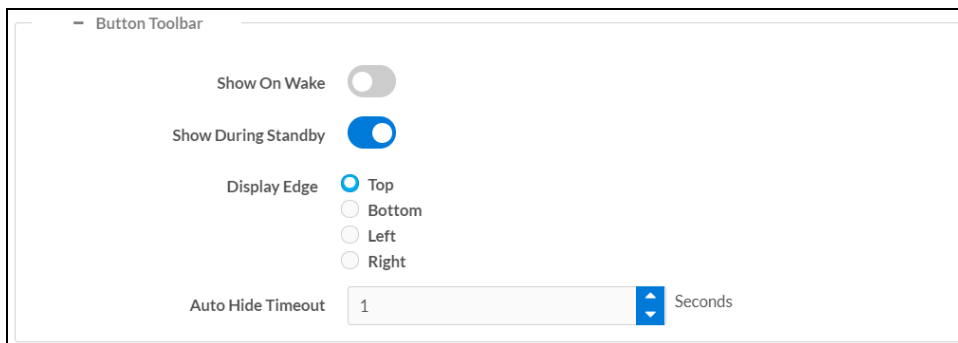 Button Toolbar
Show On Wake
Show During Standby
Display Edge Top
Bottom
Left
Right
Auto Hide Timeout 1 Seconds